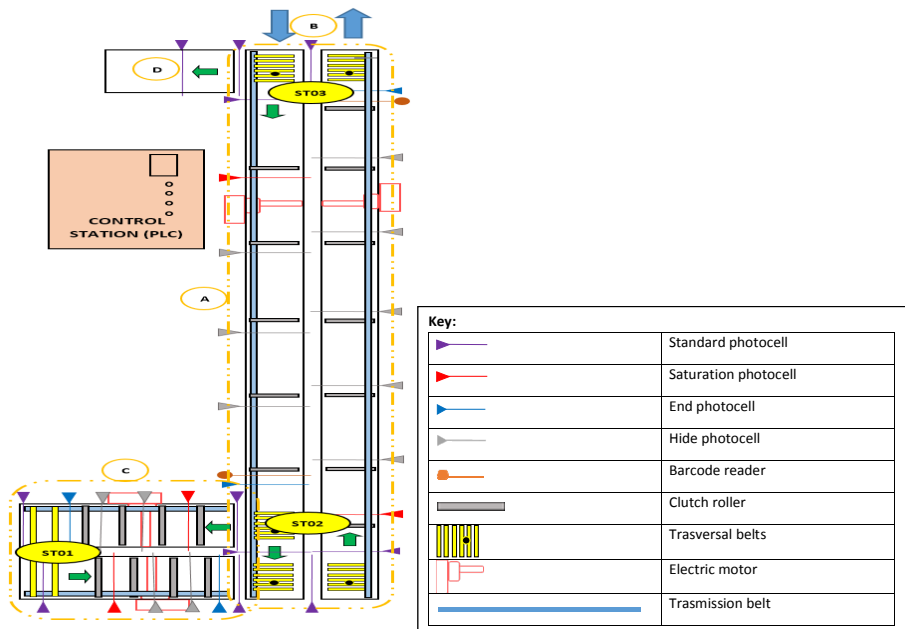 B
D
ST03
CONTROL
STATION (PLC)
A
C
ST02
ST01
Key:
Standard photocell
Saturation photocell
End photocell
Hide photocell
Barcode reader
Clutch roller
Trasversal belts
Electric motor
Trasmission belt